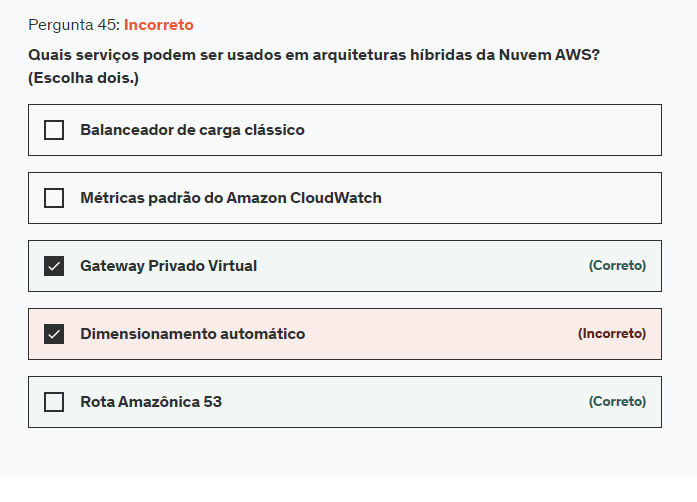 Pergunta 45: Incorreto
Quais serviços podem ser usados em arquiteturas híbridas da Nuvem AWS?
(Escolha dois.)
Balanceador de carga clássico
Métricas padrão do Amazon CloudWatch
Gateway Privado Virtual (Correto)
Dimensionamento automático (Incorreto)
Rota Amazônica 53 (Correto)